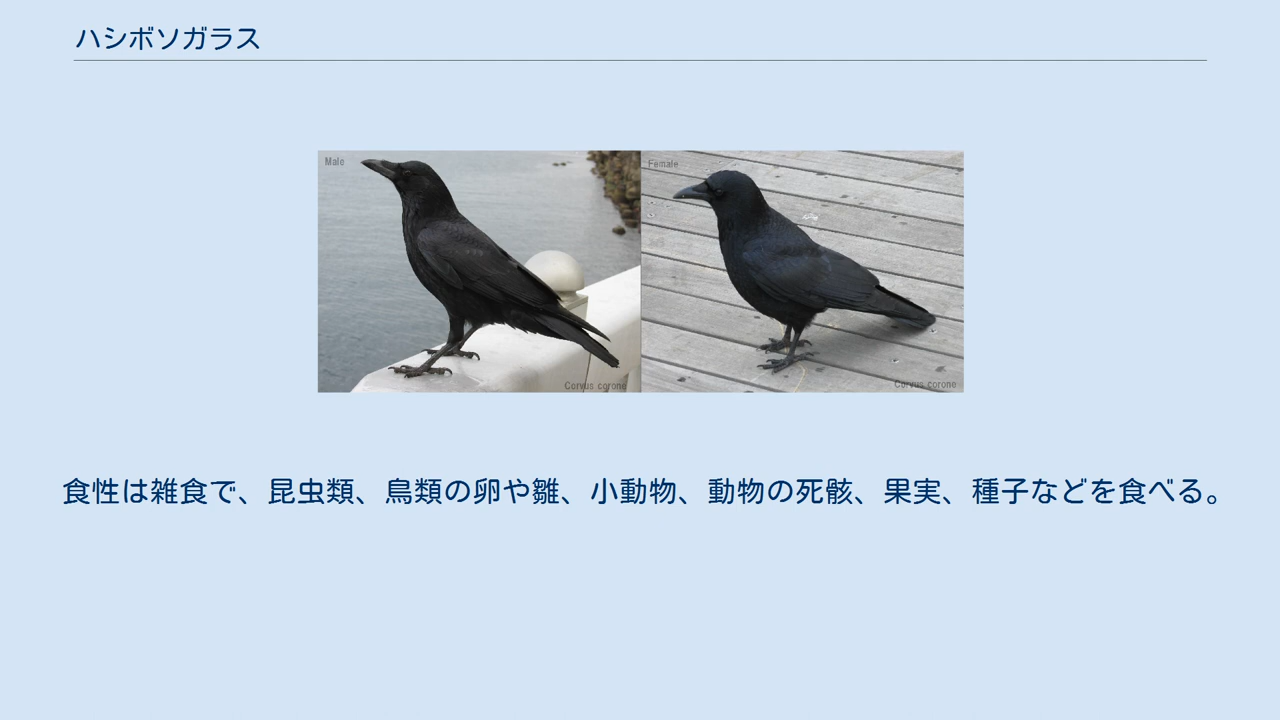 ハシボソガラス
Male
Female
Corvus corone
Corvus corone
食性は雑食で、昆虫類、鳥類の卵や雛、小動物、動物の死骸、果実、種子などを食べる。